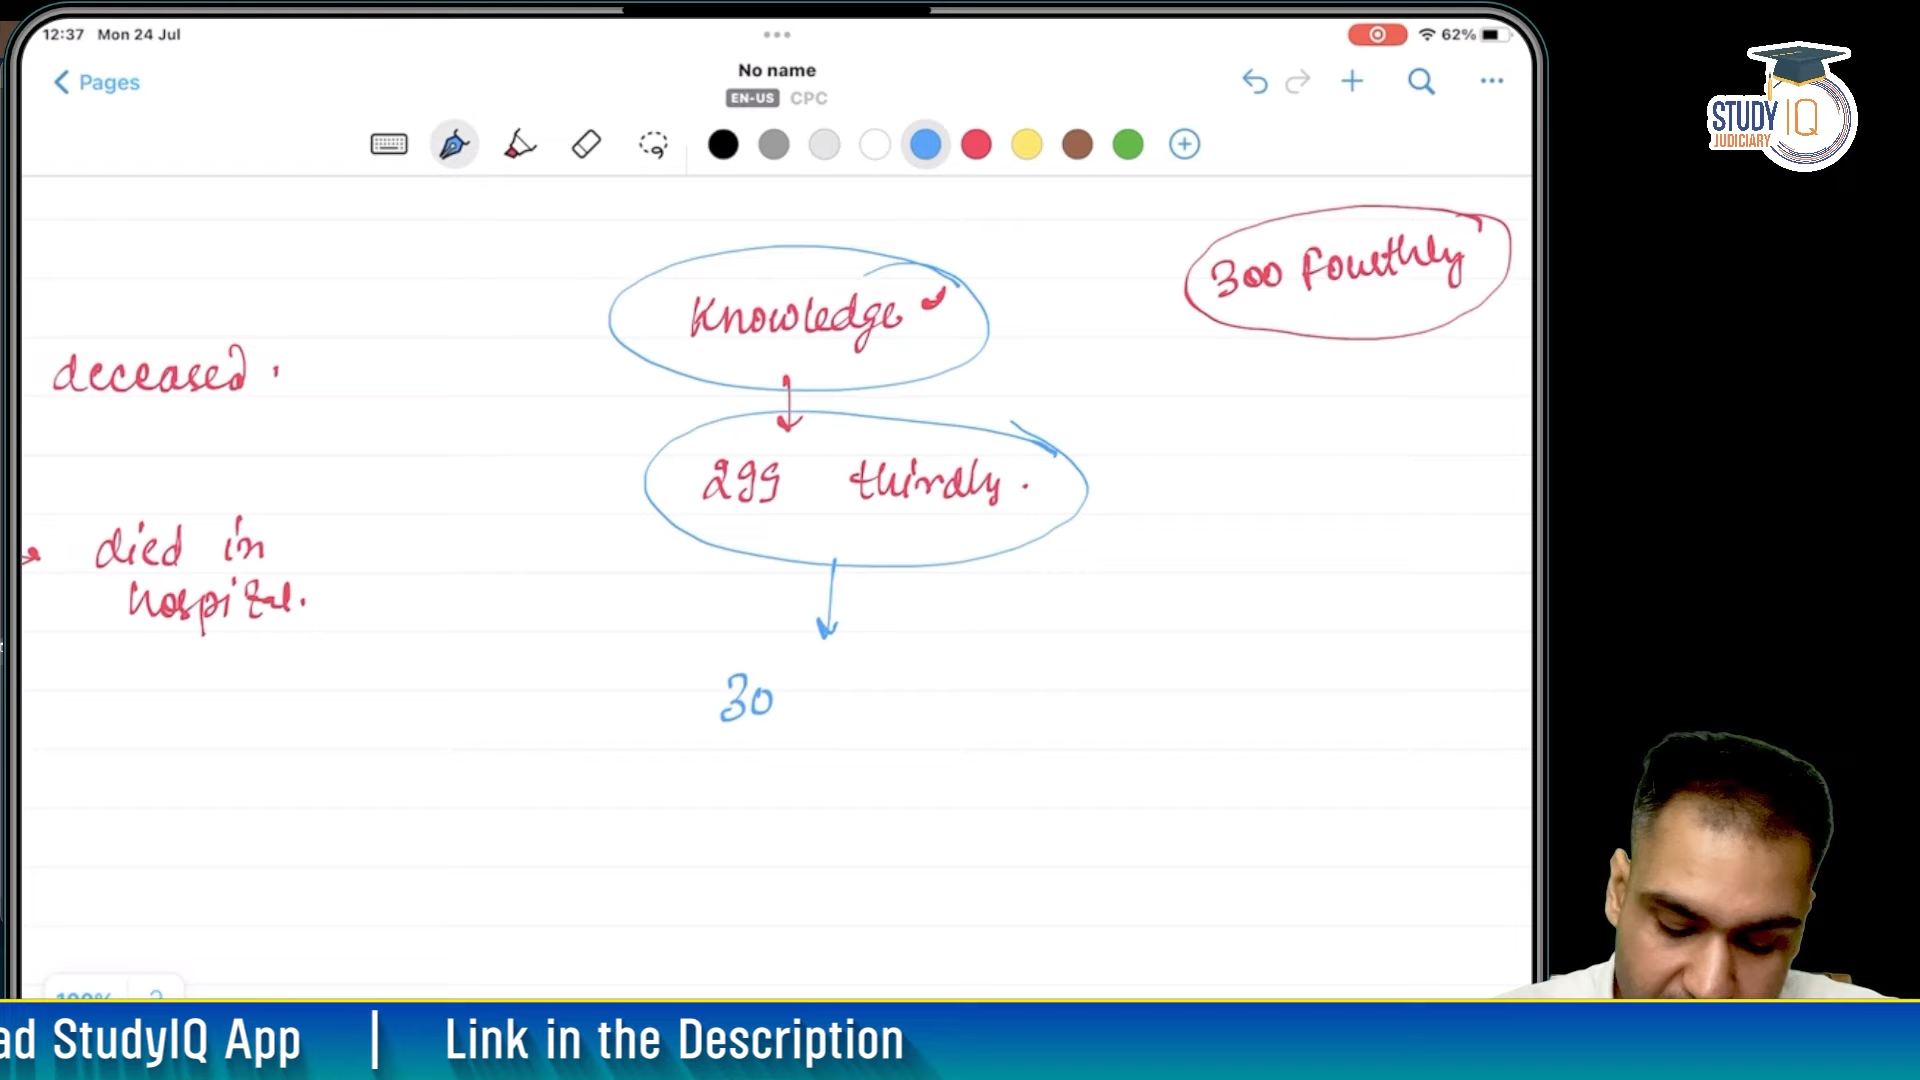 12:37 Mon 24 Jul
62%
Pages
No name
EN-US CPC
STUDY IQ
JUDICIARY
300 Fourthly
Knowledge
deceased.
299 thirdly.
died in
hospital.
30
ad StudyIQ App | Link in the Description